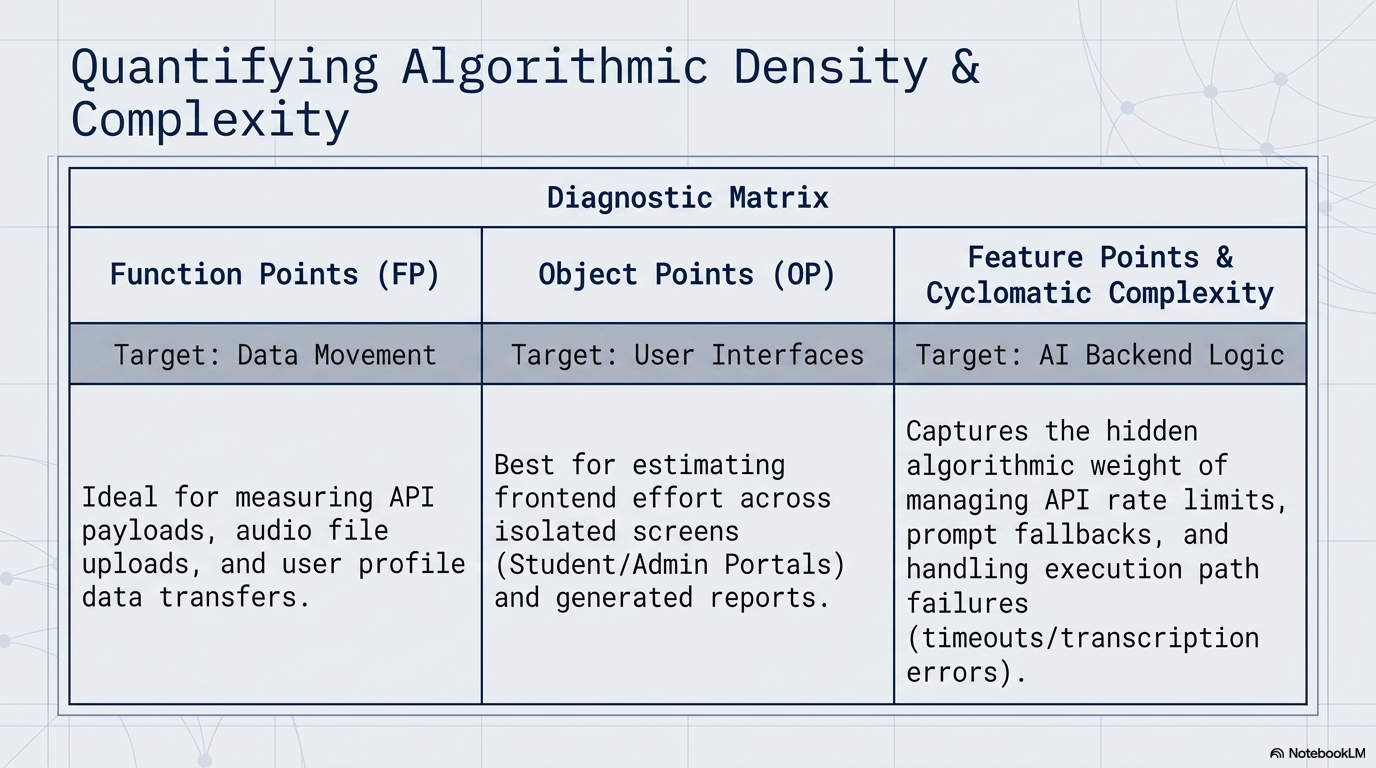 Quantifying Algorithmic Density &
Complexity
Diagnostic Matrix
Function Points (FP)
Object Points (OP)
Feature Points &
Cyclomatic Complexity
Target: Data Movement
Target: User Interfaces
Target: AI Backend Logic
Ideal for measuring API
payloads, audio file
uploads, and user profile
data transfers.
Best for estimating
frontend effort across
isolated screens
(Student/Admin Portals)
and generated reports.
Captures the hidden
algorithmic weight of
managing API rate limits,
prompt fallbacks, and
handling execution path
failures
(timeouts/transcription
errors).
NotebookLM